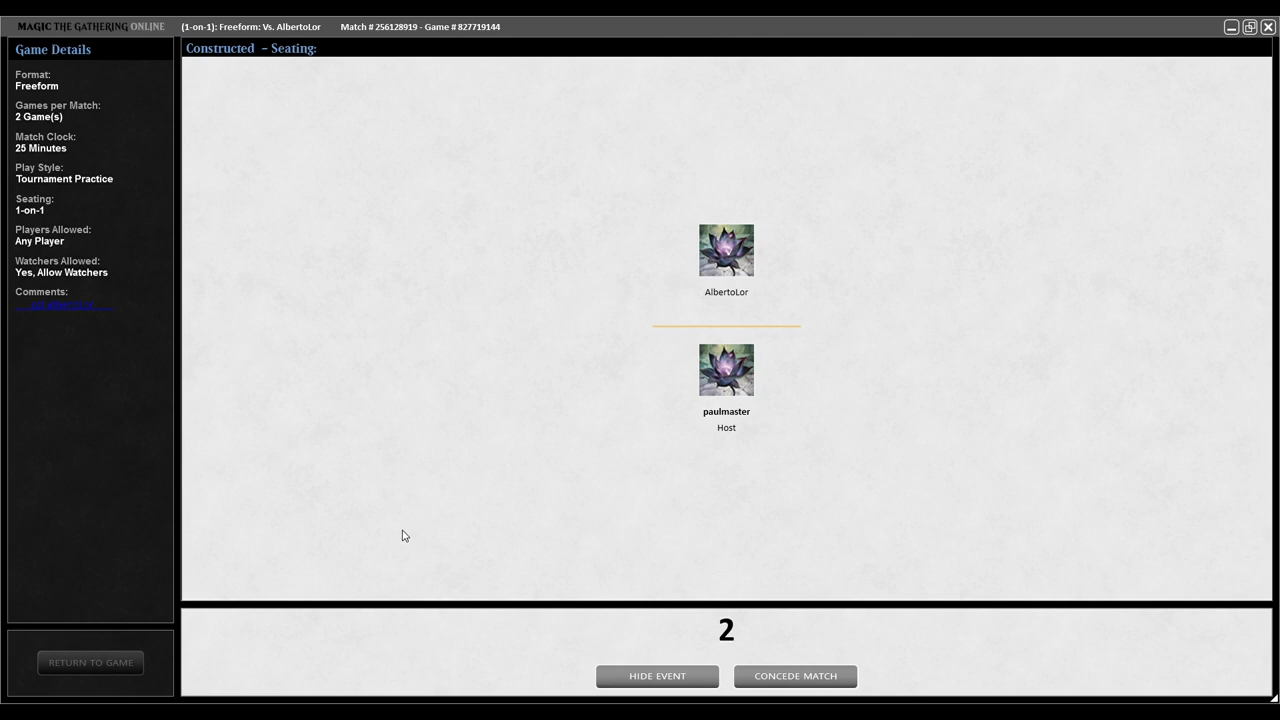 MAGIC THE GATHERING ONLINE (1-on-1): Freeform: Vs. AlbertoLor Match # 256128919 - Game # 827719144
Game Details
Constructed - Seating:
Format:
Freeform
Games per Match:
2 Game(s)
Match Clock:
25 Minutes
Play Style:
Tournament Practice
Seating:
1-on-1
Players Allowed:
Any Player
Watchers Allowed:
Yes, Allow Watchers
Comments:
AlbertoLor
paulmaster
Host
2
RETURN TO GAME
HIDE EVENT
CONCEDE MATCH